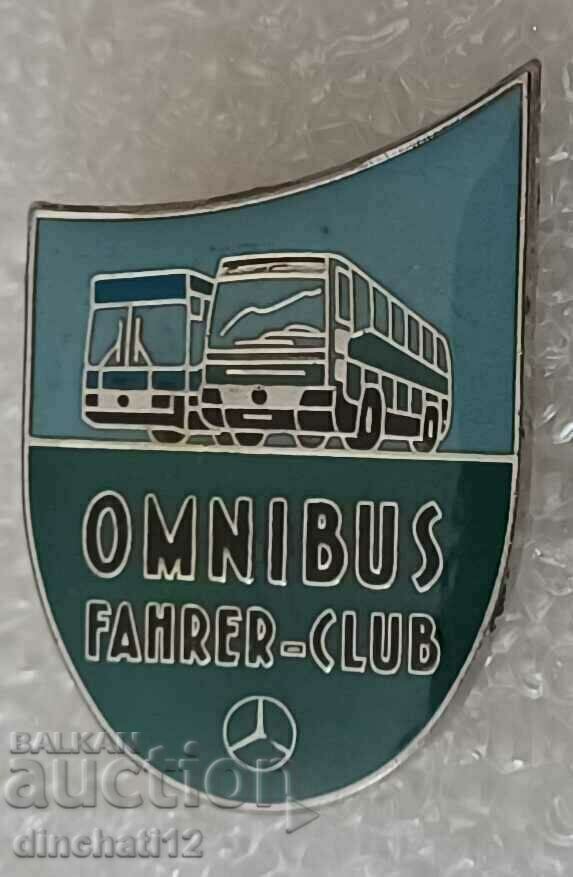 OMNIBUS
FAHRER-CLUB
BALKAN
auction
dinchati12